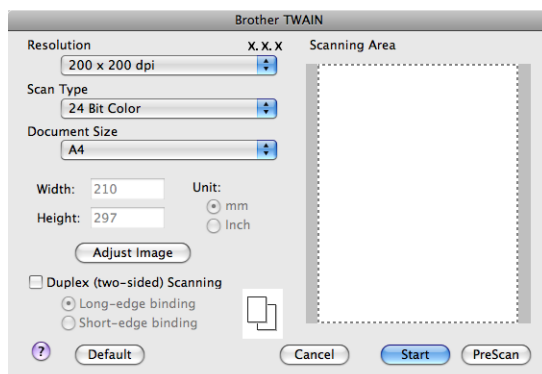 Brother TWAIN
Resolution
X. X. X
Scanning Area
200 x 200 dpi
Scan Type
24 Bit Color
Document Size
A4
Width: 210
Unit:
mm
Height: 297
Inch
Adjust Image
Duplex (two-sided) Scanning
Long-edge binding
Short-edge binding
? Default Cancel Start PreScan